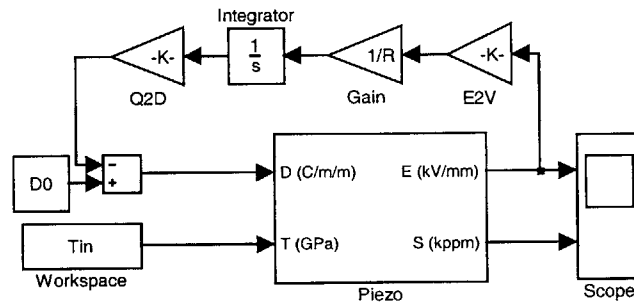 Integrator
-K-
1
s
1/R
-K-
Q2D
Gain
E2V
−
+
D0
D (C/m/m)
E (kV/mm)
Tin
T (GPa)
S (kppm)
Workspace
Piezo
Scope